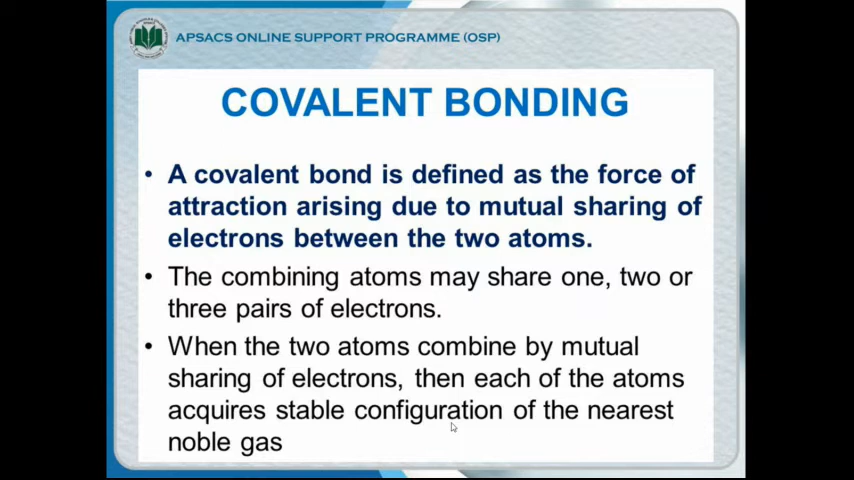 APSACS ONLINE SUPPORT PROGRAMME (OSP)
COVALENT BONDING
• A covalent bond is defined as the force of
attraction arising due to mutual sharing of
electrons between the two atoms.
• The combining atoms may share one, two or
three pairs of electrons.
• When the two atoms combine by mutual
sharing of electrons, then each of the atoms
acquires stable configuration of the nearest
noble gas